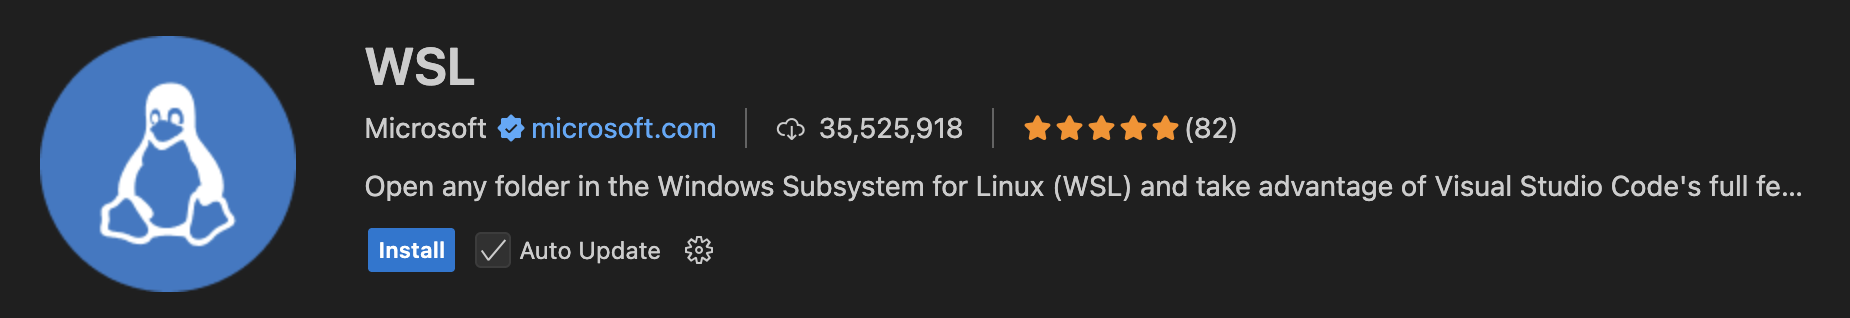 WSL
Microsoft microsoft.com 35,525,918 (82)
Open any folder in the Windows Subsystem for Linux (WSL) and take advantage of Visual Studio Code's full fe...
Install Auto Update